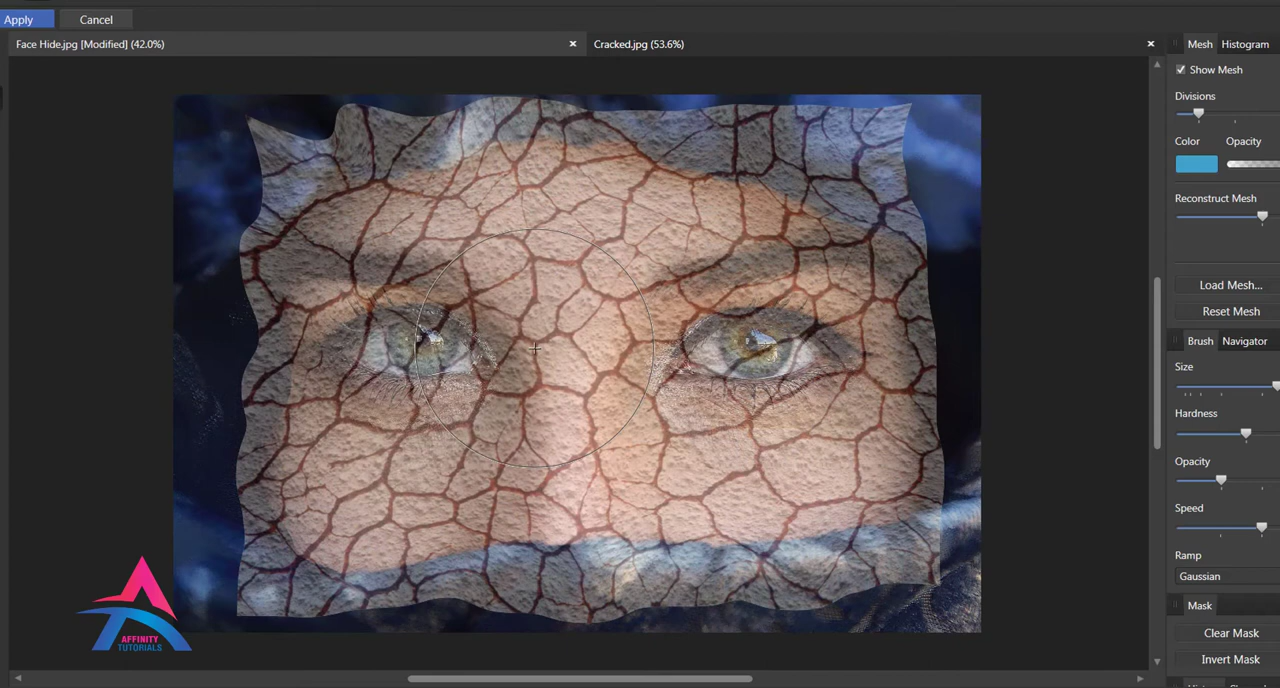 Apply
Cancel
Face Hide.jpg [Modified] (42.0%)
Cracked.jpg (53.6%)
Mesh
Histogram
Show Mesh
Divisions
Color
Opacity
Reconstruct Mesh
Load Mesh...
Reset Mesh
Brush
Navigator
Size
Hardness
Opacity
Speed
Ramp
Gaussian
Mask
Clear Mask
Invert Mask
AFFINITY
TUTORIALS